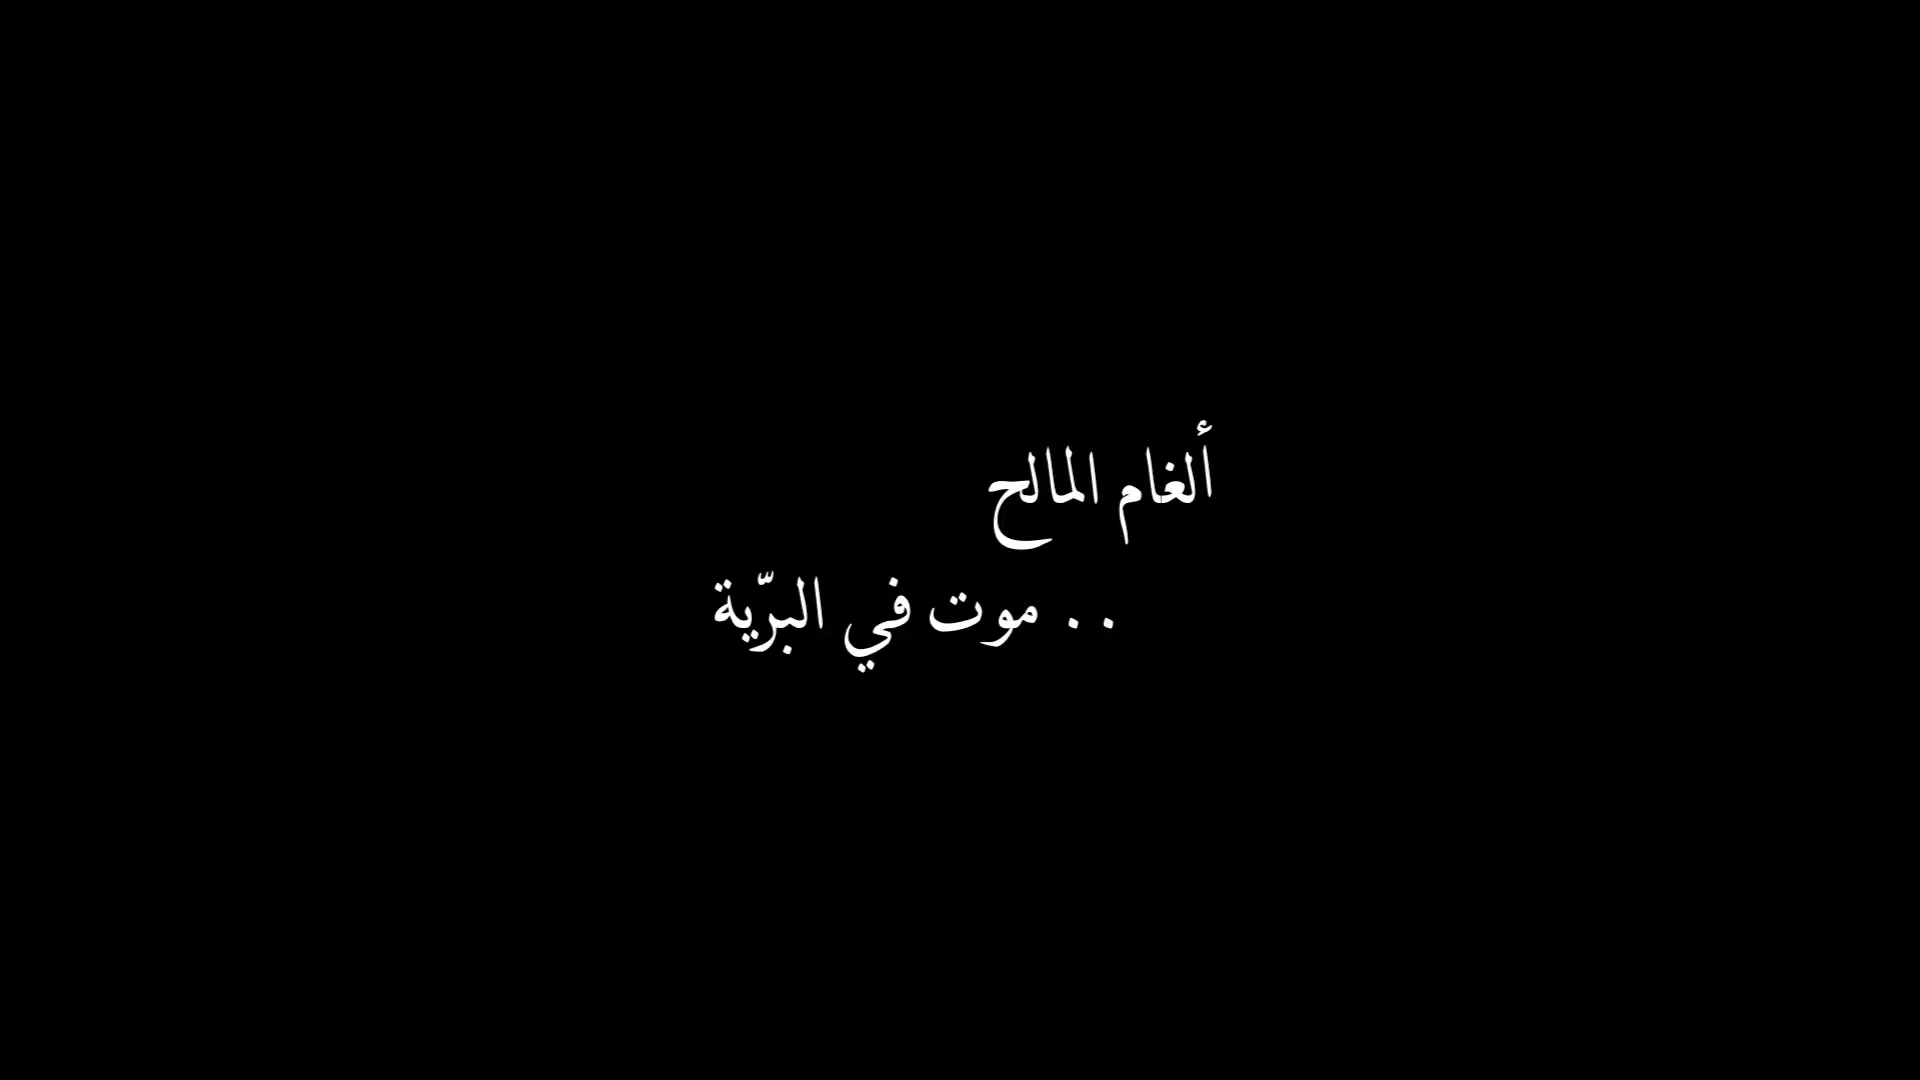 ألغام المالح
.. موت في البرّية